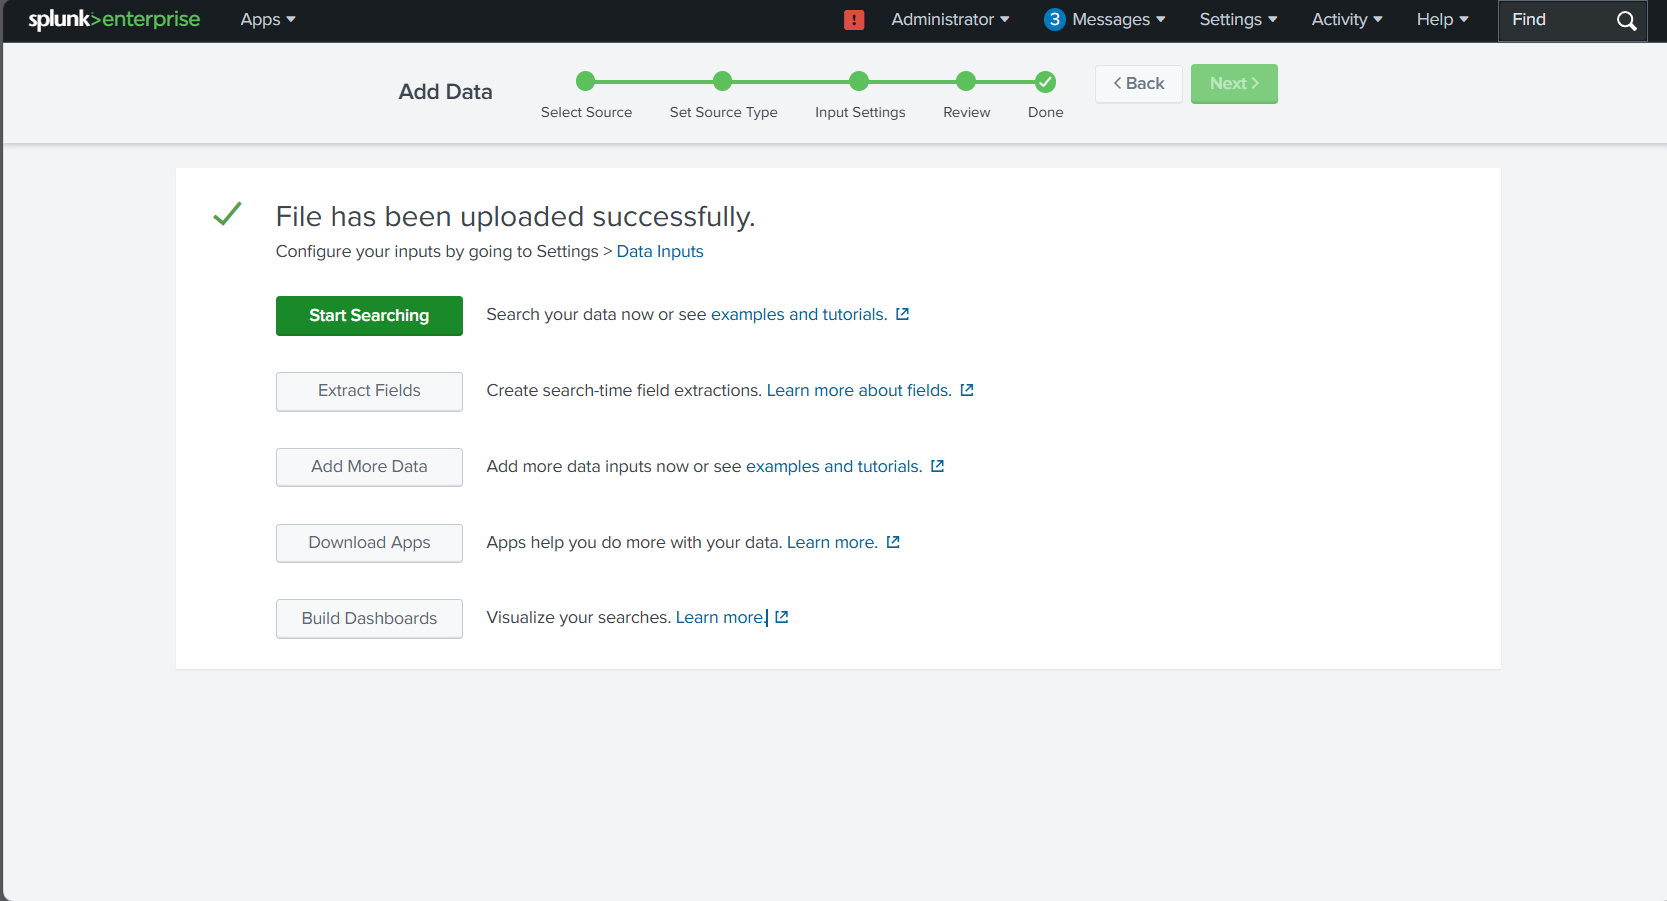 splunk>enterprise Apps ! Administrator 3 Messages Settings Activity Help Find
Add Data
Select Source Set Source Type Input Settings Review Done
< Back Next >
File has been uploaded successfully.
Configure your inputs by going to Settings > Data Inputs
Start Searching Search your data now or see examples and tutorials.
Extract Fields Create search-time field extractions. Learn more about fields.
Add More Data Add more data inputs now or see examples and tutorials.
Download Apps Apps help you do more with your data. Learn more.
Build Dashboards Visualize your searches. Learn more.